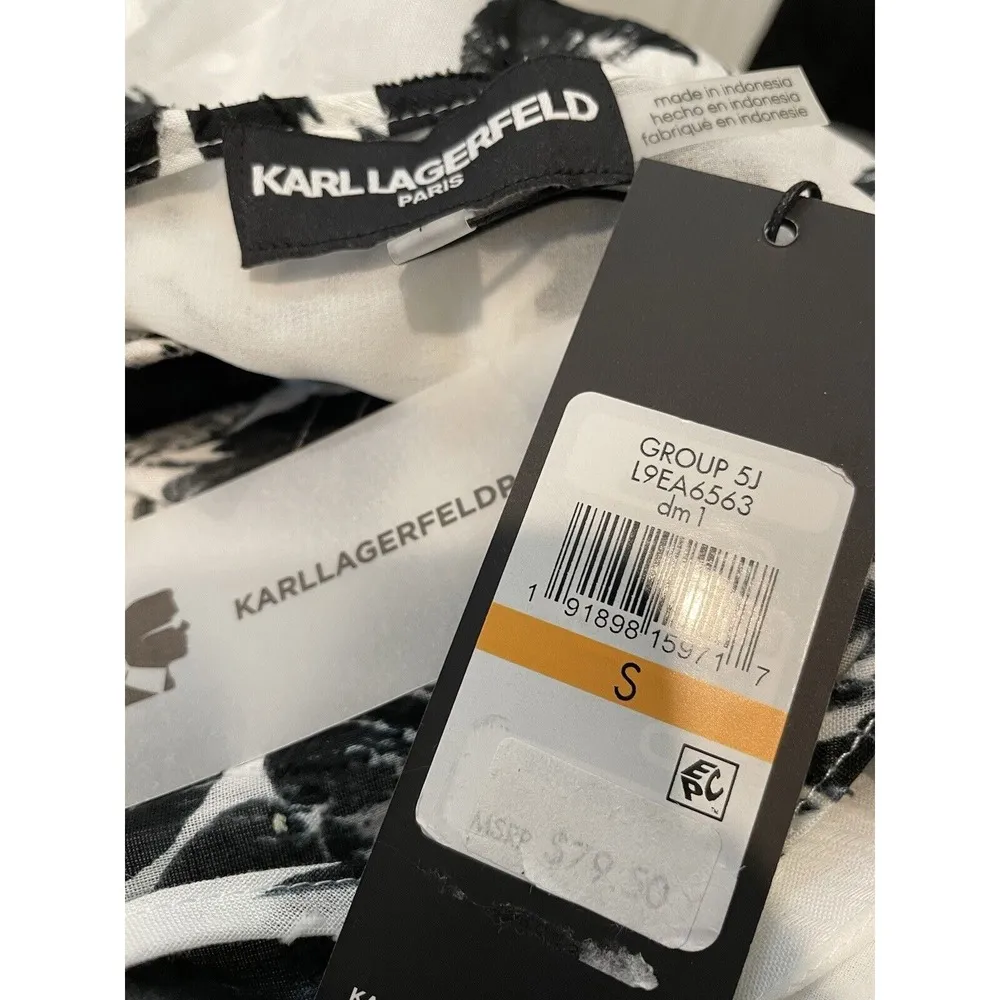 KARL LAGERFELD
PARIS
made in indonesia
hecho en indonesia
fabriqué en indonesie
KARLLAGERFELDP
GROUP 5J
L9EA6563
dm 1
1 91898 15971 7
S
EPC
MSRP $79.50
KA